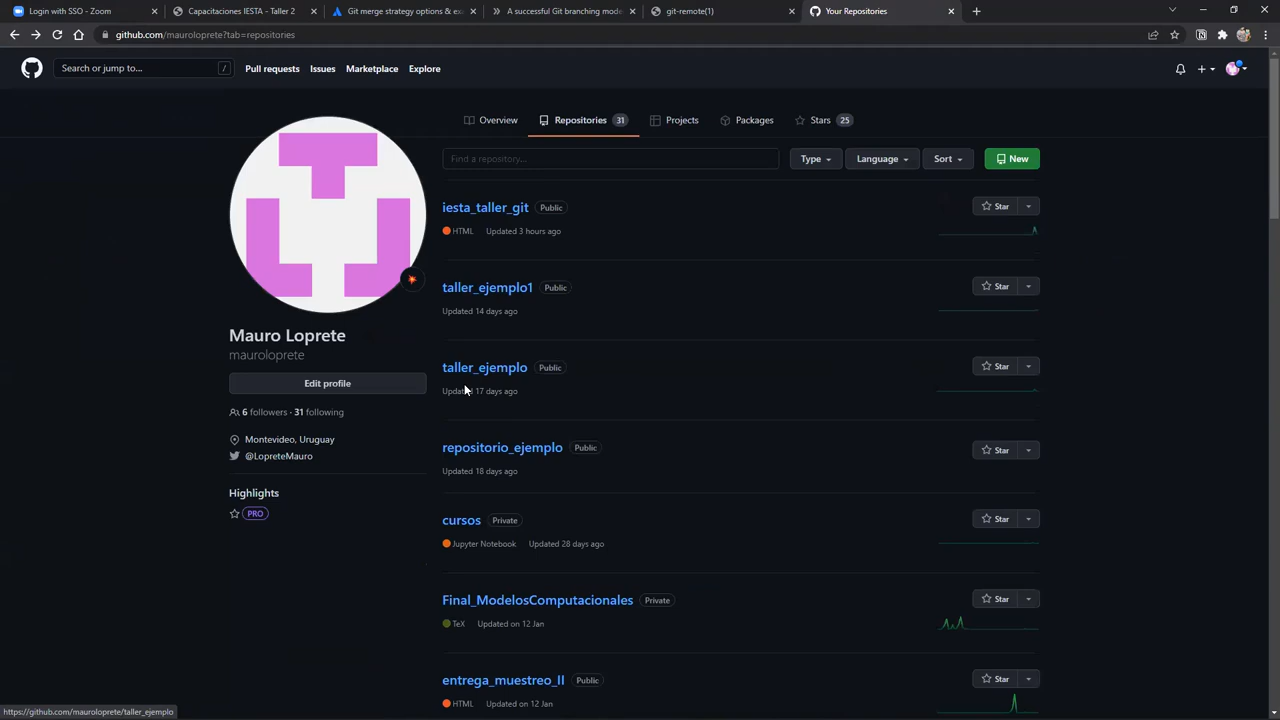 Login with SSO - Zoom
Capacitaciones IESTA - Taller 2
Git merge strategy options & ex
A successful Git branching mode
git-remote(1)
Your Repositories
github.com/mauroloprete?tab=repositories
Search or jump to...
/
Pull requests
Issues
Marketplace
Explore
Overview
Repositories 31
Projects
Packages
Stars 25
Find a repository...
Type
Language
Sort
New
iesta_taller_git Public
Star
HTML Updated 3 hours ago
taller_ejemplo1 Public
Star
Updated 14 days ago
Mauro Loprete
mauroloprete
Edit profile
6 followers · 31 following
Montevideo, Uruguay
@LopreteMauro
Highlights
PRO
taller_ejemplo Public
Star
Updated 17 days ago
repositorio_ejemplo Public
Star
Updated 18 days ago
cursos Private
Star
Jupyter Notebook Updated 28 days ago
Final_ModelosComputacionales Private
Star
TeX Updated on 12 Jan
entrega_muestreo_II Public
Star
HTML Updated on 12 Jan
https://github.com/mauroloprete/taller_ejemplo